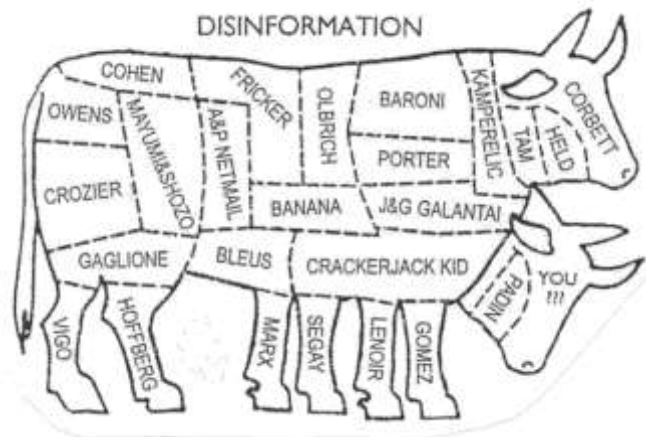 DISINFORMATION
COHEN
FRICKER
OLBRICH
BARONI
KAMPERELIC
CORBETT
OWENS
MAYUMI&SHOZO
A&P NETMAIL
PORTER
TAM
HELD
CROZIER
BANANA
J&G GALANTAI
GAGLIONE
BLEUS
CRACKERJACK KID
PADIN
YOU
???
VIGO
HOFFBERG
MARX
SEGAY
LENOIR
GOMEZ